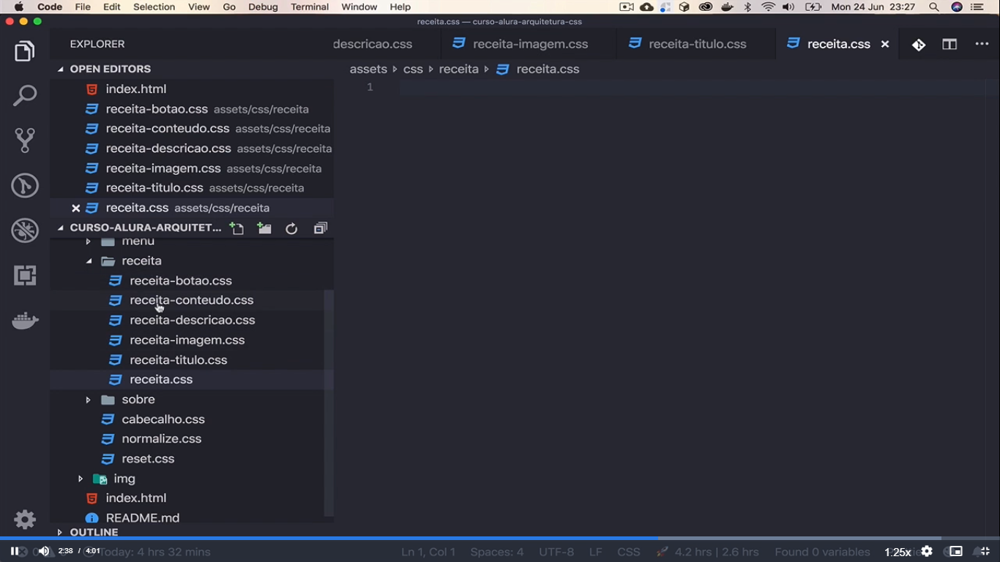 Code File Edit Selection View Go Debug Terminal Window Help Mon 24 Jun 23:27
receita.css — curso-alura-arquitetura-css
EXPLORER
descricao.css receita-imagem.css receita-titulo.css receita.css
OPEN EDITORS
assets css receita receita.css
index.html
1
receita-botao.css assets/css/receita
receita-conteudo.css assets/css/receita
receita-descricao.css assets/css/receita
receita-imagem.css assets/css/receita
receita-titulo.css assets/css/receita
receita.css assets/css/receita
CURSO-ALURA-ARQUITET...
menu
receita
receita-botao.css
receita-conteudo.css
receita-descricao.css
receita-imagem.css
receita-titulo.css
receita.css
sobre
cabecalho.css
normalize.css
reset.css
img
index.html
README.md
OUTLINE
2:38 / 4:01 Today: 4 hrs 32 mins Ln 1, Col 1 Spaces: 4 UTF-8 LF CSS 4.2 hrs | 2.6 hrs Found 0 variables 1.25x